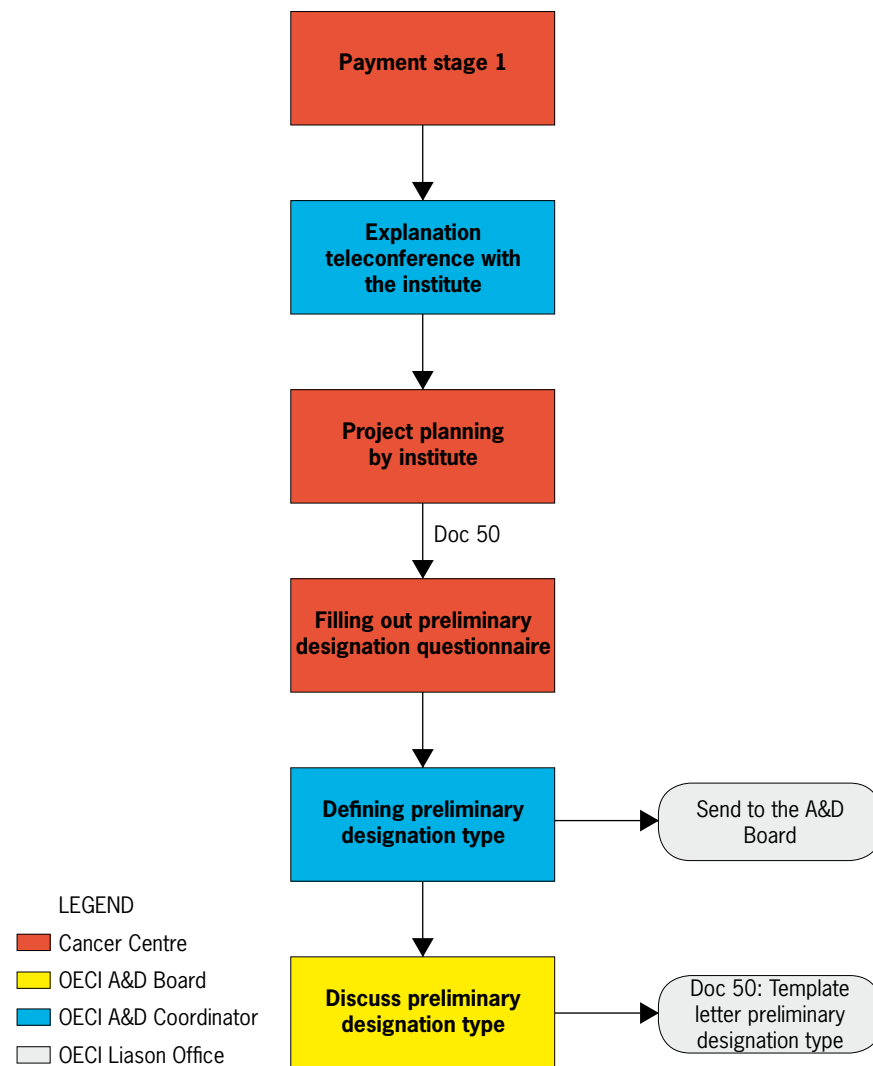 Payment stage 1
Explanation
teleconference with
the institute
Project planning
by institute
Doc 50
Filling out preliminary
designation questionnaire
Defining preliminary
designation type
Send to the A&D
Board
LEGEND
Cancer Centre
OECI A&D Board
OECI A&D Coordinator
OECI Liason Office
Discuss preliminary
designation type
Doc 50: Template
letter preliminary
designation type